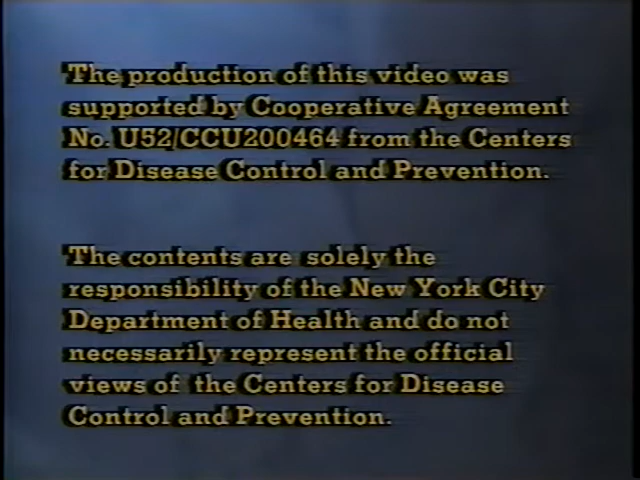 The production of this video was
supported by Cooperative Agreement
No. U52/CCU200464 from the Centers
for Disease Control and Prevention.
The contents are solely the
responsibility of the New York City
Department of Health and do not
necessarily represent the official
views of the Centers for Disease
Control and Prevention.